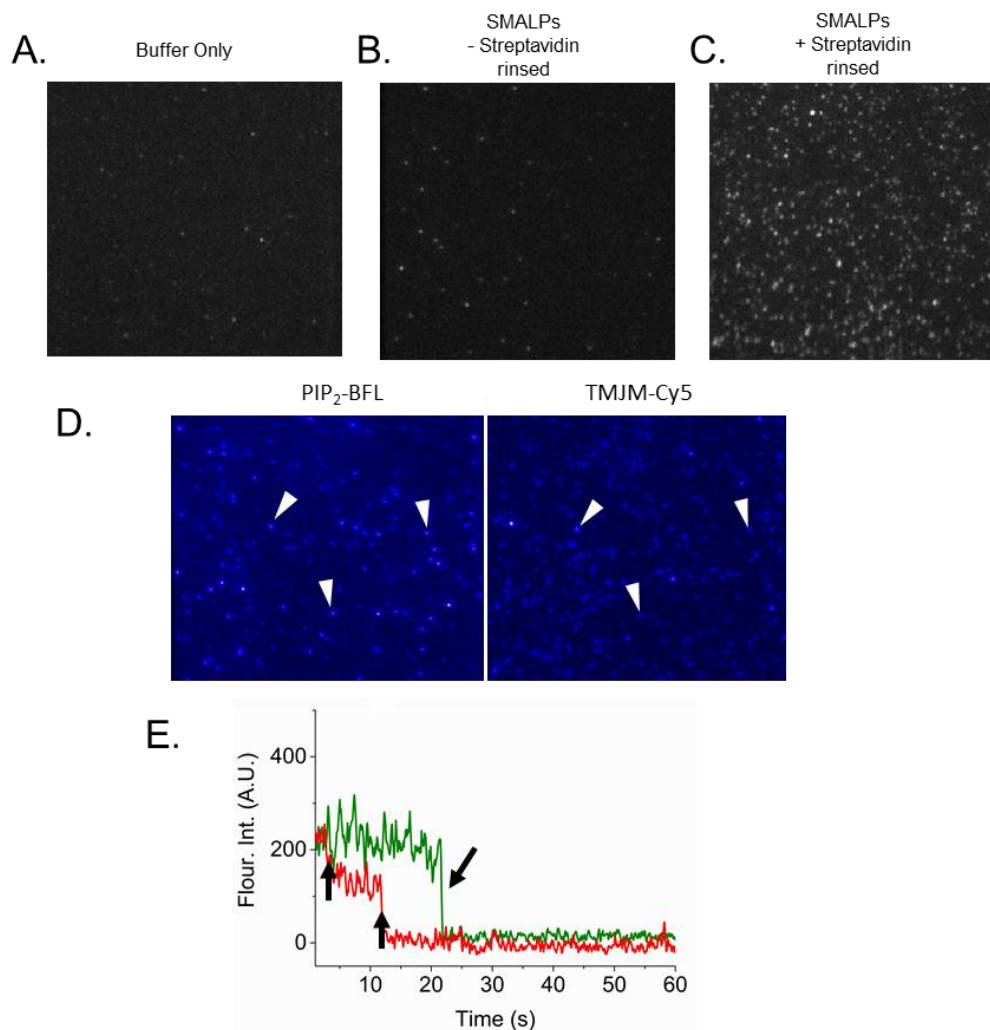 A.
Buffer Only
B.
SMALPs
- Streptavidin
rinsed
C.
SMALPs
+ Streptavidin
rinsed
D.
PIP₂-BFL
TMJM-Cy5
E.
Flour. Int. (A.U.)
400
200
0
10 20 30 40 50 60
Time (s)